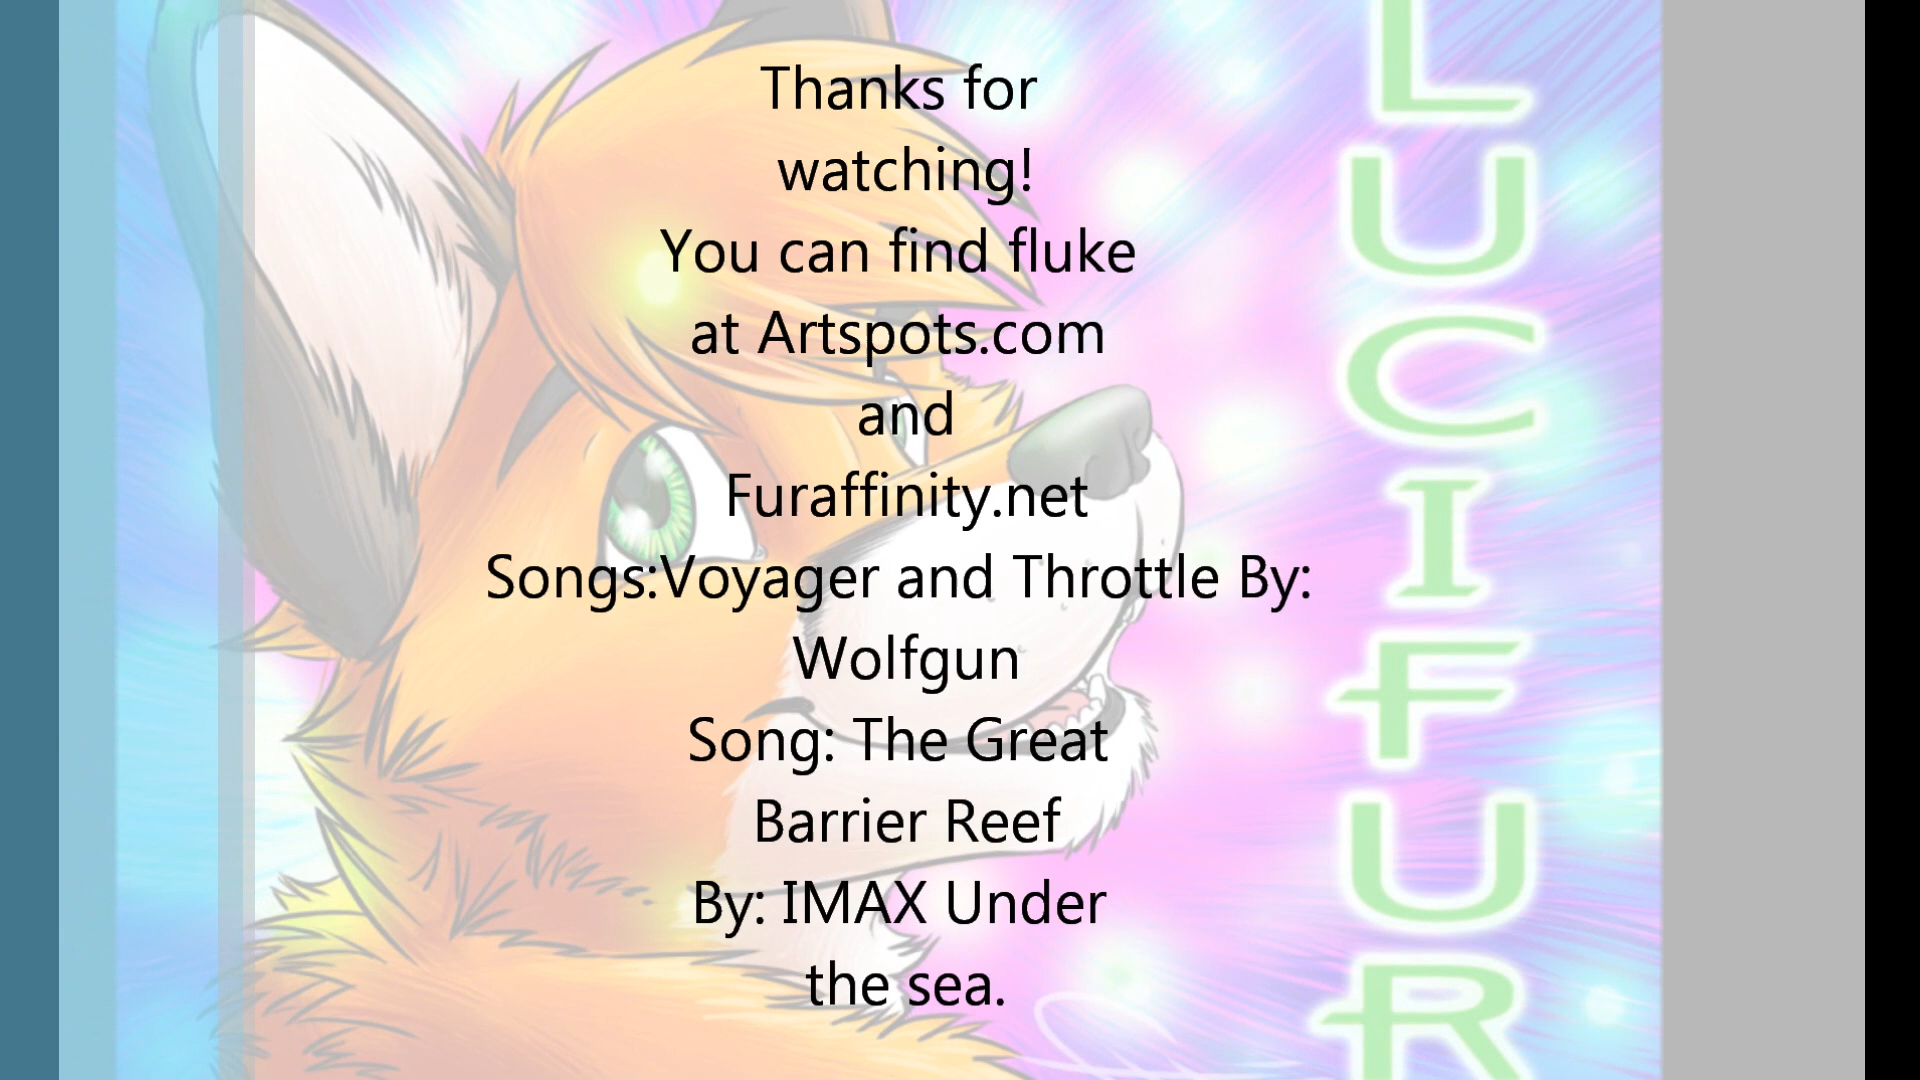 Thanks for
watching!
You can find fluke
at Artspots.com
and
Furaffinity.net
Songs:Voyager and Throttle By:
Wolfgun
Song: The Great
Barrier Reef
By: IMAX Under
the sea.
LUCIFUR